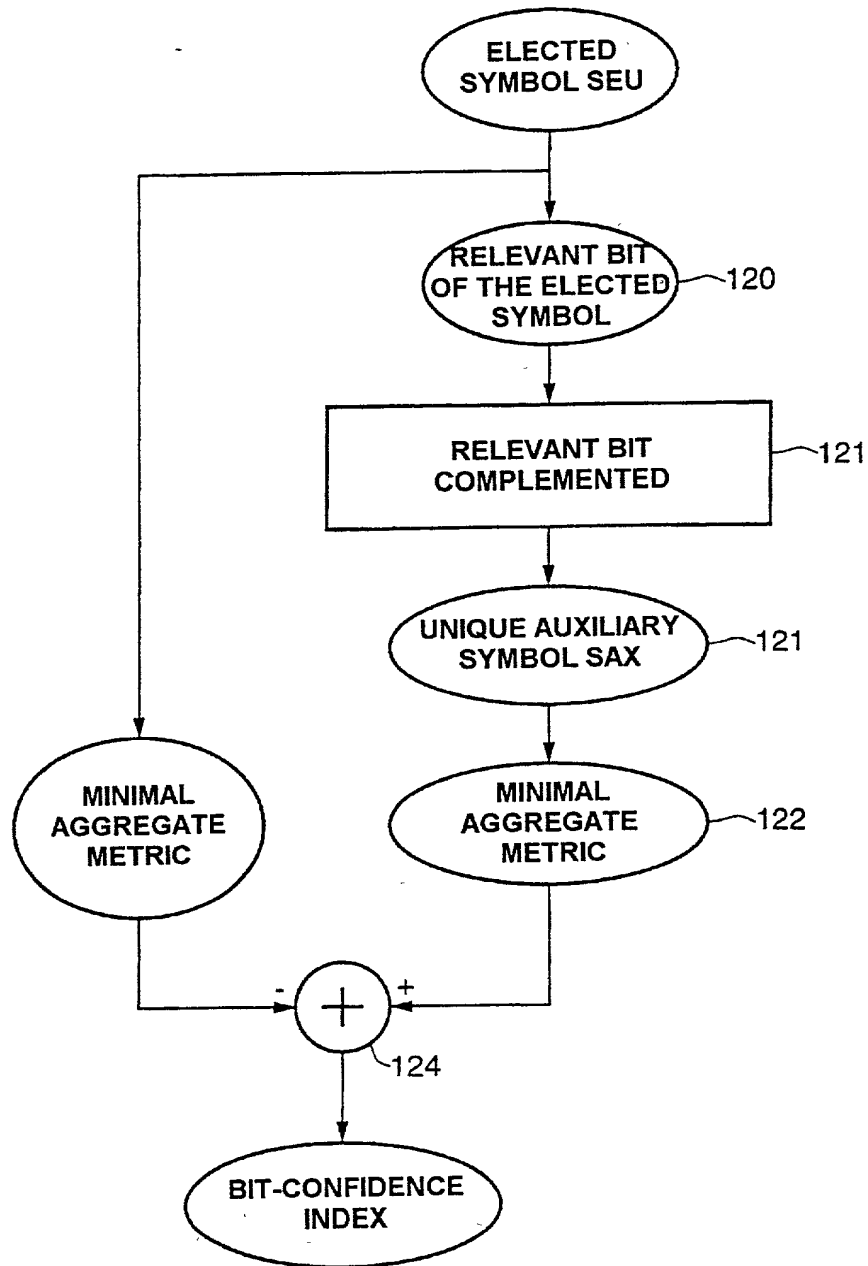 ELECTED
SYMBOL SEU
RELEVANT BIT
OF THE ELECTED
SYMBOL
120
RELEVANT BIT
COMPLEMENTED
121
UNIQUE AUXILIARY
SYMBOL SAX
121
MINIMAL
AGGREGATE
METRIC
MINIMAL
AGGREGATE
METRIC
122
- +
+
124
BIT-CONFIDENCE
INDEX